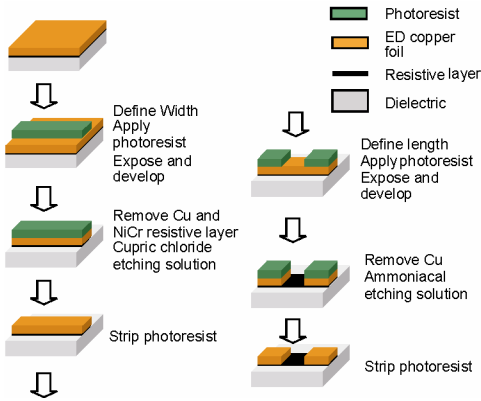 Photoresist
ED copper
foil
Resistive layer
Dielectric
Define Width
Apply
photoresist
Expose and
develop
Remove Cu and
NiCr resistive layer
Cupric chloride
etching solution
Strip photoresist
Define length
Apply photoresist
Expose and
develop
Remove Cu
Ammoniacal
etching solution
Strip photoresist